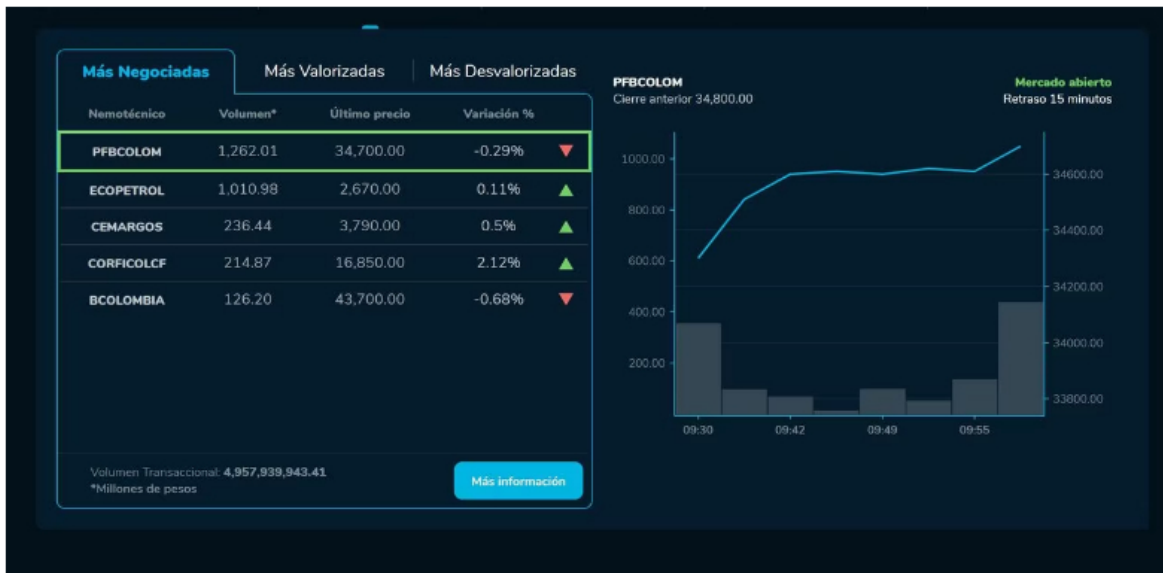 Más Negociadas Más Valorizadas Más Desvalorizadas
Nemotécnico Volumen* Último precio Variación %
PFBCOLOM 1,262.01 34,700.00 -0.29%
ECOPETROL 1,010.98 2,670.00 0.11%
CEMARGOS 236.44 3,790.00 0.5%
CORFICOLCF 214.87 16,850.00 2.12%
BCOLOMBIA 126.20 43,700.00 -0.68%
Volumen Transaccional: 4,957,939,943.41
*Millones de pesos
Más información
PFBCOLOM Mercado abierto
Cierre anterior 34,800.00 Retraso 15 minutos
1000.00
800.00
600.00
400.00
200.00
34600.00
34400.00
34200.00
34000.00
33800.00
09:30 09:42 09:49 09:55